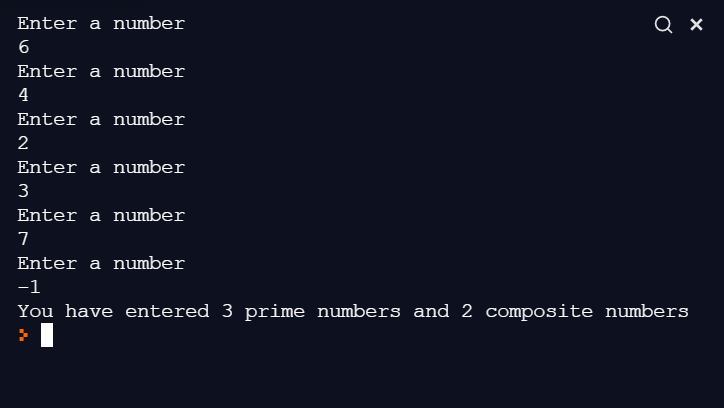 Enter a number
6
Enter a number
4
Enter a number
2
Enter a number
3
Enter a number
7
Enter a number
-1
You have entered 3 prime numbers and 2 composite numbers